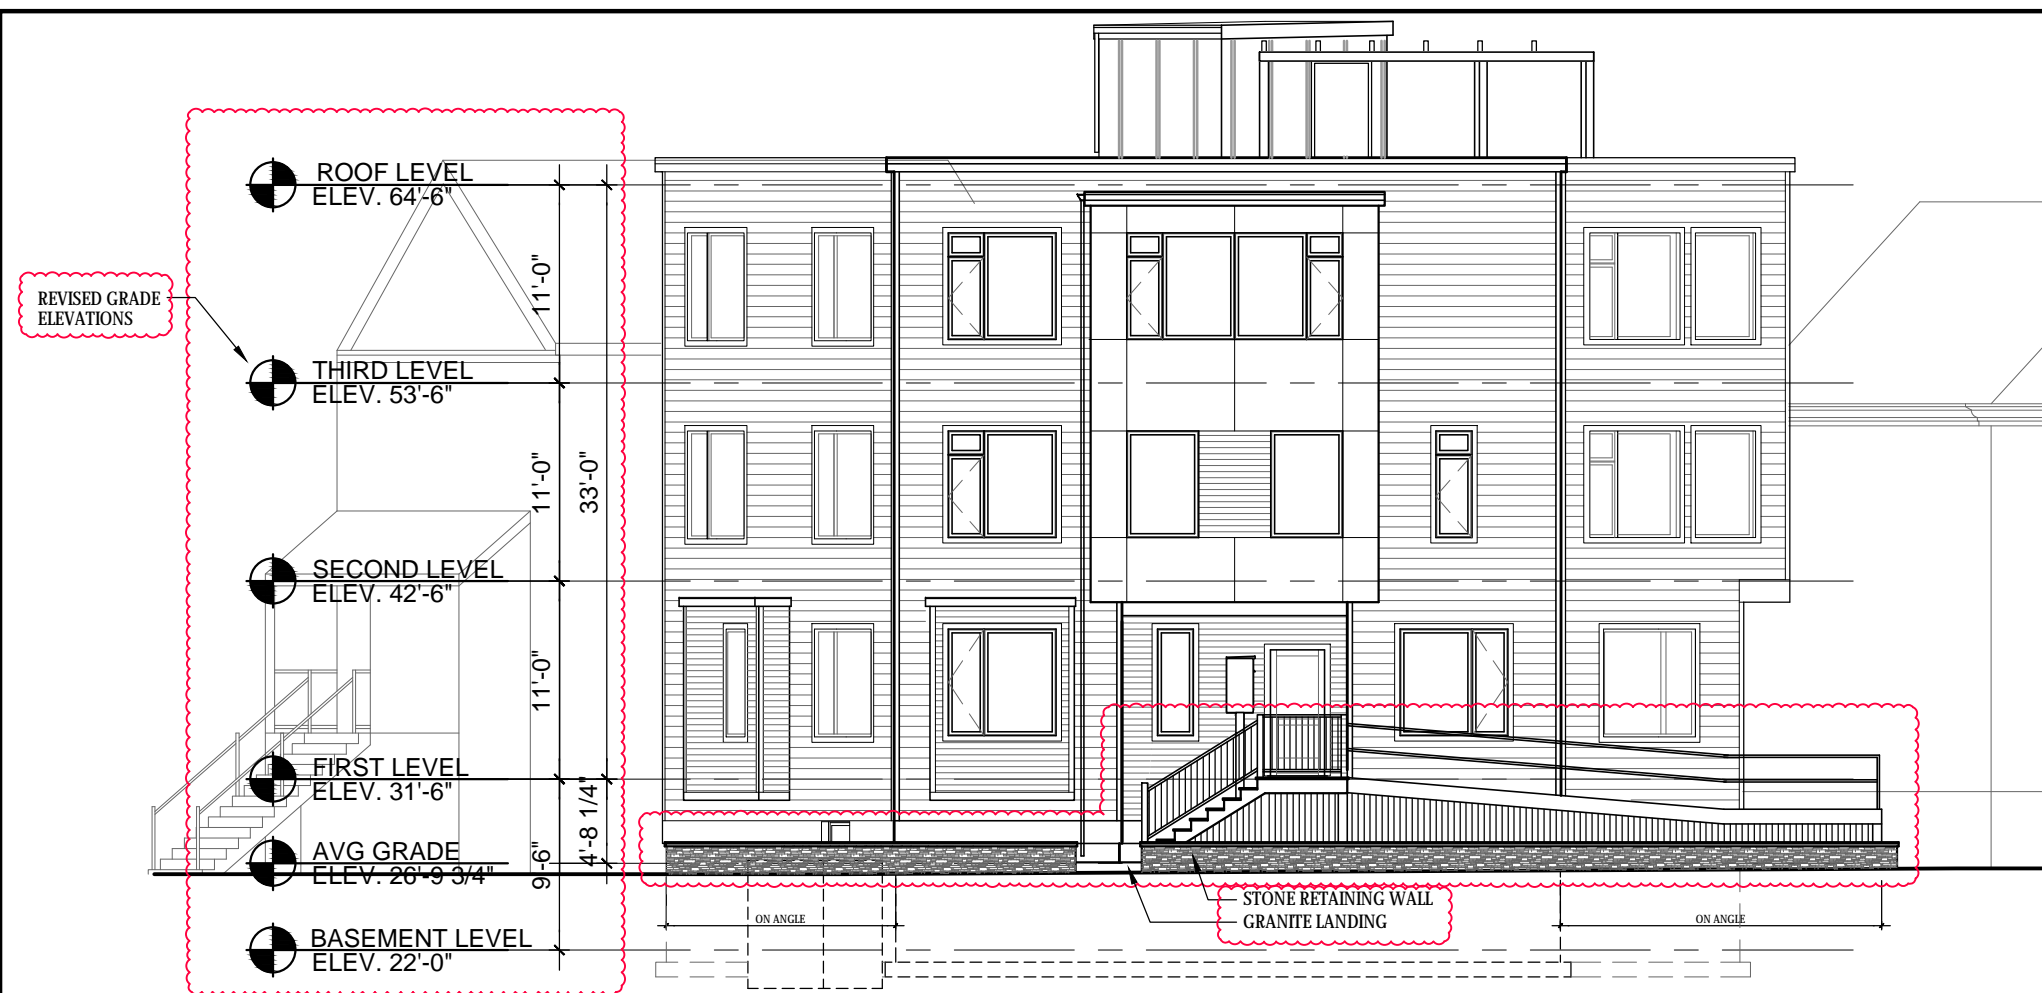 ROOF LEVEL
ELEV. 64'-6"
11'-0"
REVISED GRADE
ELEVATIONS
THIRD LEVEL
ELEV. 53'-6"
11'-0"
33'-0"
SECOND LEVEL
ELEV. 42'-6"
11'-0"
FIRST LEVEL
ELEV. 31'-6"
4'-8 1/4"
AVG GRADE
ELEV. 26'-9 3/4"
9'-6"
STONE RETAINING WALL
GRANITE LANDING
ON ANGLE
ON ANGLE
BASEMENT LEVEL
ELEV. 22'-0"